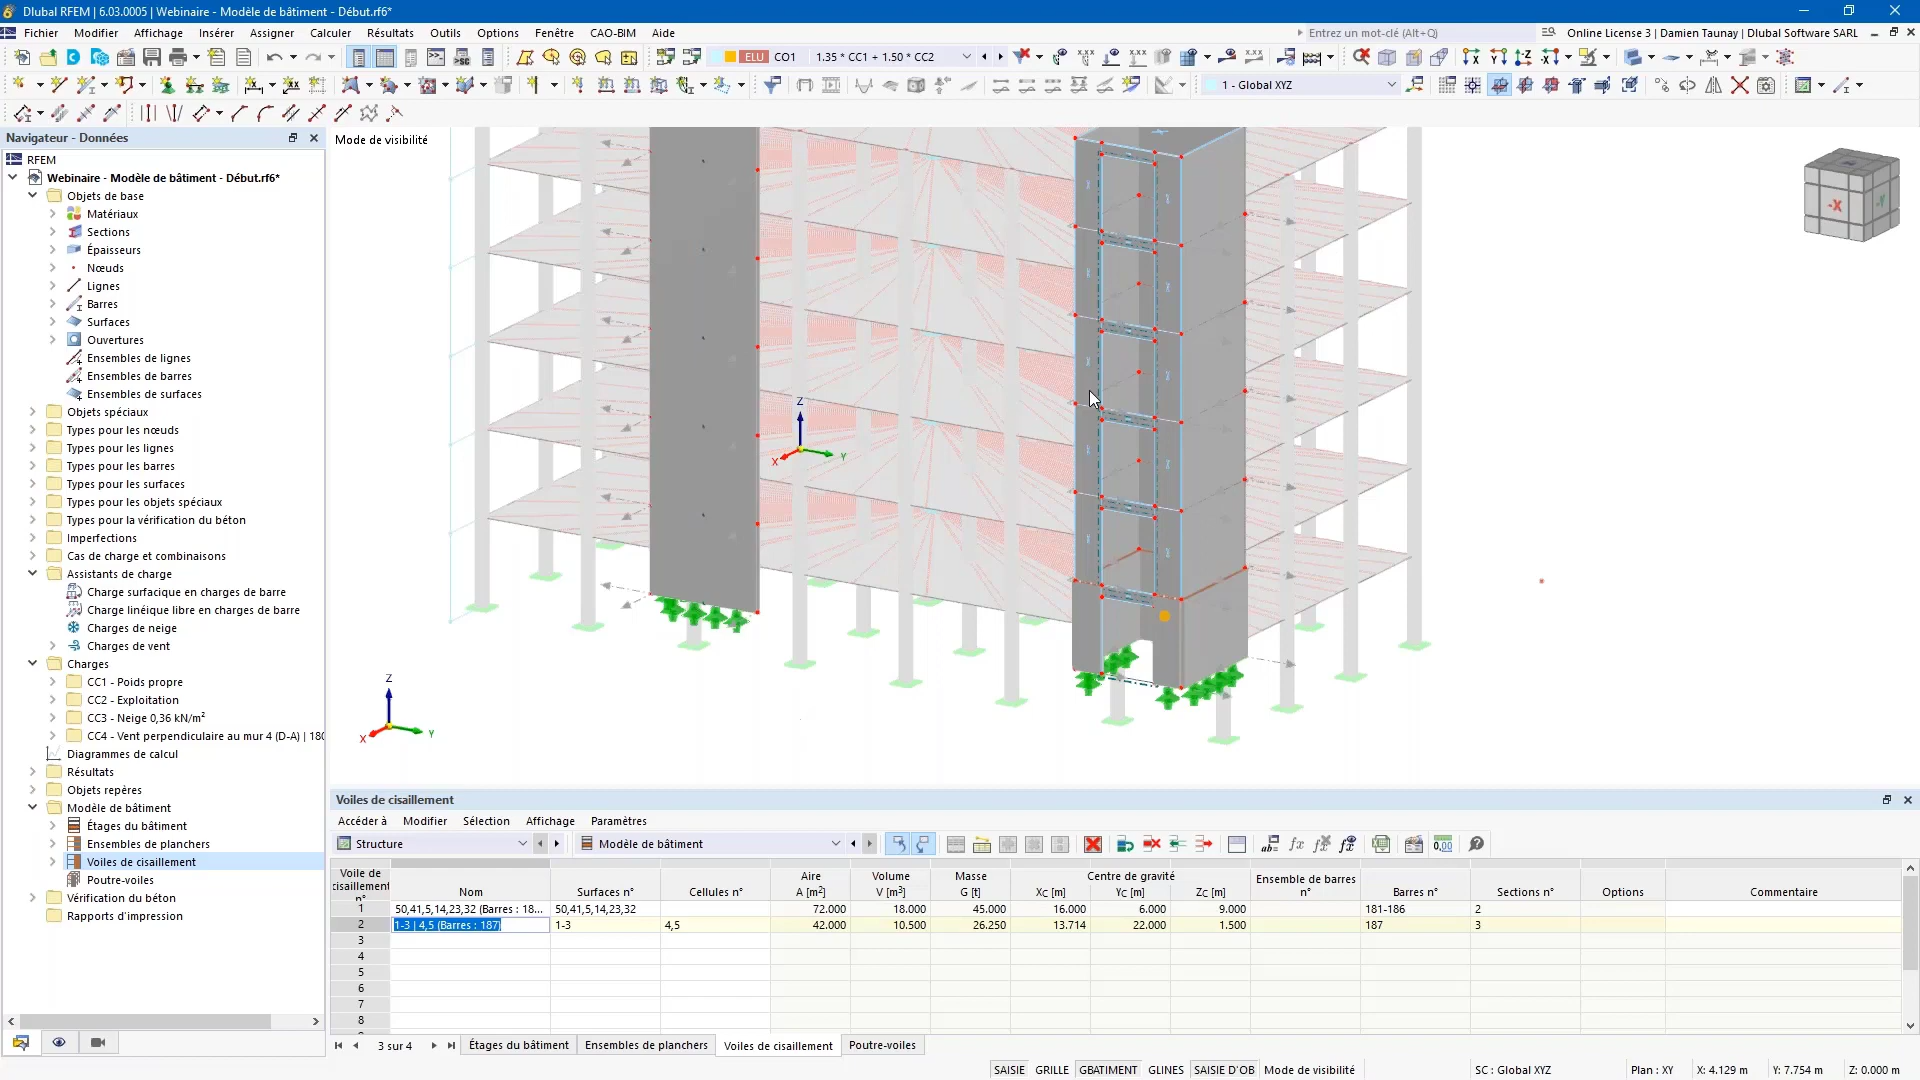 Dlubal RFEM | 6.03.0005 | Webinaire - Modèle de bâtiment - Début.rf6*
Fichier Modifier Affichage Insérer Assigner Calculer Résultats Outils Options Fenêtre CAO-BIM Aide
Entrez un mot-clé (Alt+Q)
Online License 3 | Damien Taunay | Dlubal Software SARL
ELU CO1 1.35 * CC1 + 1.50 * CC2
1 - Global XYZ
Navigateur - Données
RFEM
Webinaire - Modèle de bâtiment - Début.rf6*
Objets de base
Matériaux
Sections
Épaisseurs
Nœuds
Lignes
Barres
Surfaces
Ouvertures
Ensembles de lignes
Ensembles de barres
Ensembles de surfaces
Objets spéciaux
Types pour les nœuds
Types pour les lignes
Types pour les barres
Types pour les surfaces
Types pour les objets spéciaux
Types pour la vérification du béton
Imperfections
Cas de charge et combinaisons
Assistants de charge
Charge surfacique en charges de barre
Charge linéique libre en charges de barre
Charges de neige
Charges de vent
Charges
CC1 - Poids propre
CC2 - Exploitation
CC3 - Neige 0,36 kN/m²
CC4 - Vent perpendiculaire au mur 4 (D-A) | 180
Diagrammes de calcul
Résultats
Objets repères
Modèle de bâtiment
Étages du bâtiment
Ensembles de planchers
Voiles de cisaillement
Poutre-voiles
Vérification du béton
Rapports d'impression
Mode de visibilité
-X -Y
Z X Y
Z X Y
Voiles de cisaillement
Accéder à Modifier Sélection Affichage Paramètres
Structure
Modèle de bâtiment
Voile de cisaillement n° Nom Surfaces n° Cellules n° Aire A [m²] Volume V [m³] Masse G [t] Centre de gravité Xc [m] Yc [m] Zc [m] Ensemble de barres n° Barres n° Sections n° Options Commentaire
1 50,41,5,14,23,32 (Barres : 18... 50,41,5,14,23,32 72.000 18.000 45.000 16.000 6.000 9.000 181-186 2
2 1-3 | 4,5 (Barres : 187) 1-3 4,5 42.000 10.500 26.250 13.714 22.000 1.500 187 3
3
4
5
6
7
8
3 sur 4 Étages du bâtiment Ensembles de planchers Voiles de cisaillement Poutre-voiles
SAISIE GRILLE GBATIMENT GLINES SAISIE D'OB Mode de visibilité SC : Global XYZ Plan : XY X: 4.129 m Y: 7.754 m Z: 0.000 m